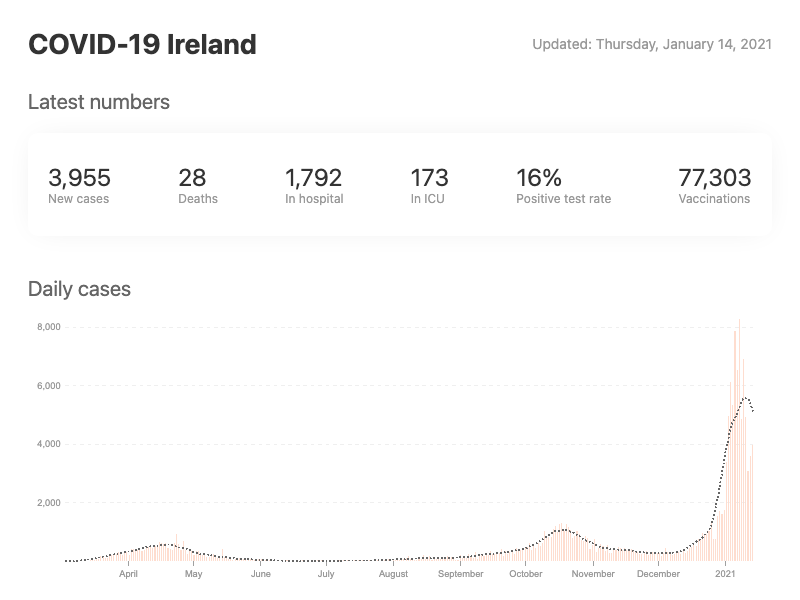 COVID-19 Ireland
Updated: Thursday, January 14, 2021
Latest numbers
3,955 28 1,792 173 16% 77,303
New cases Deaths In hospital In ICU Positive test rate Vaccinations
Daily cases
8,000
6,000
4,000
2,000
April May June July August September October November December 2021